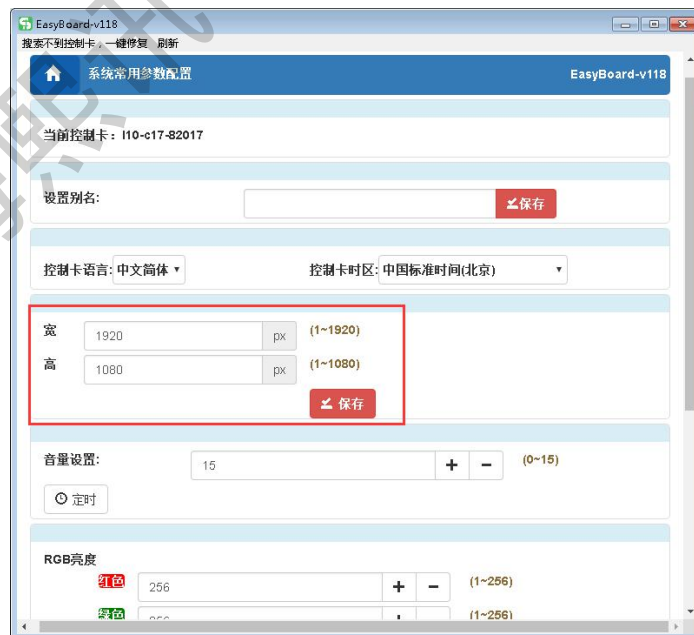 EasyBoard-v118
搜索不到控制卡，一键修复 刷新
系统常用参数配置 EasyBoard-v118
当前控制卡：l10-c17-82017
设置别名: 保存
控制卡语言: 中文简体 控制卡时区: 中国标准时间(北京)
宽 1920 px (1~1920)
高 1080 px (1~1080)
保存
音量设置: 15 + − (0~15)
定时
RGB亮度
红色 256 + − (1~256)
绿色 (1~256)